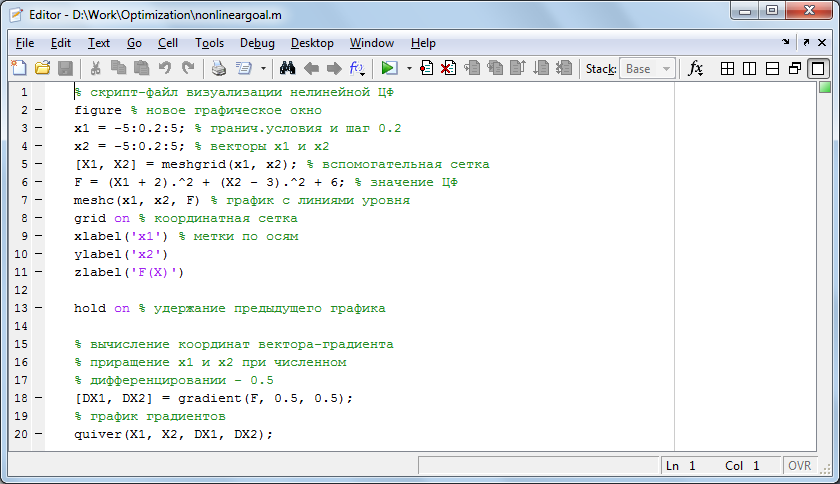 Editor - D:\Work\Optimization\nonlineargoal.m
File Edit Text Go Cell Tools Debug Desktop Window Help
Stack: Base
1 % скрипт-файл визуализации нелинейной ЦФ
2 – figure % новое графическое окно
3 – x1 = -5:0.2:5; % гранич.условия и шаг 0.2
4 – x2 = -5:0.2:5; % векторы x1 и x2
5 – [X1, X2] = meshgrid(x1, x2); % вспомогательная сетка
6 – F = (X1 + 2).^2 + (X2 - 3).^2 + 6; % значение ЦФ
7 – meshc(x1, x2, F) % график с линиями уровня
8 – grid on % координатная сетка
9 – xlabel('x1') % метки по осям
10 – ylabel('x2')
11 – zlabel('F(X)')
12
13 – hold on % удержание предыдущего графика
14
15 % вычисление координат вектора-градиента
16 % приращение x1 и x2 при численном
17 % дифференцировании – 0.5
18 – [DX1, DX2] = gradient(F, 0.5, 0.5);
19 % график градиентов
20 – quiver(X1, X2, DX1, DX2);
Ln 1 Col 1 OVR